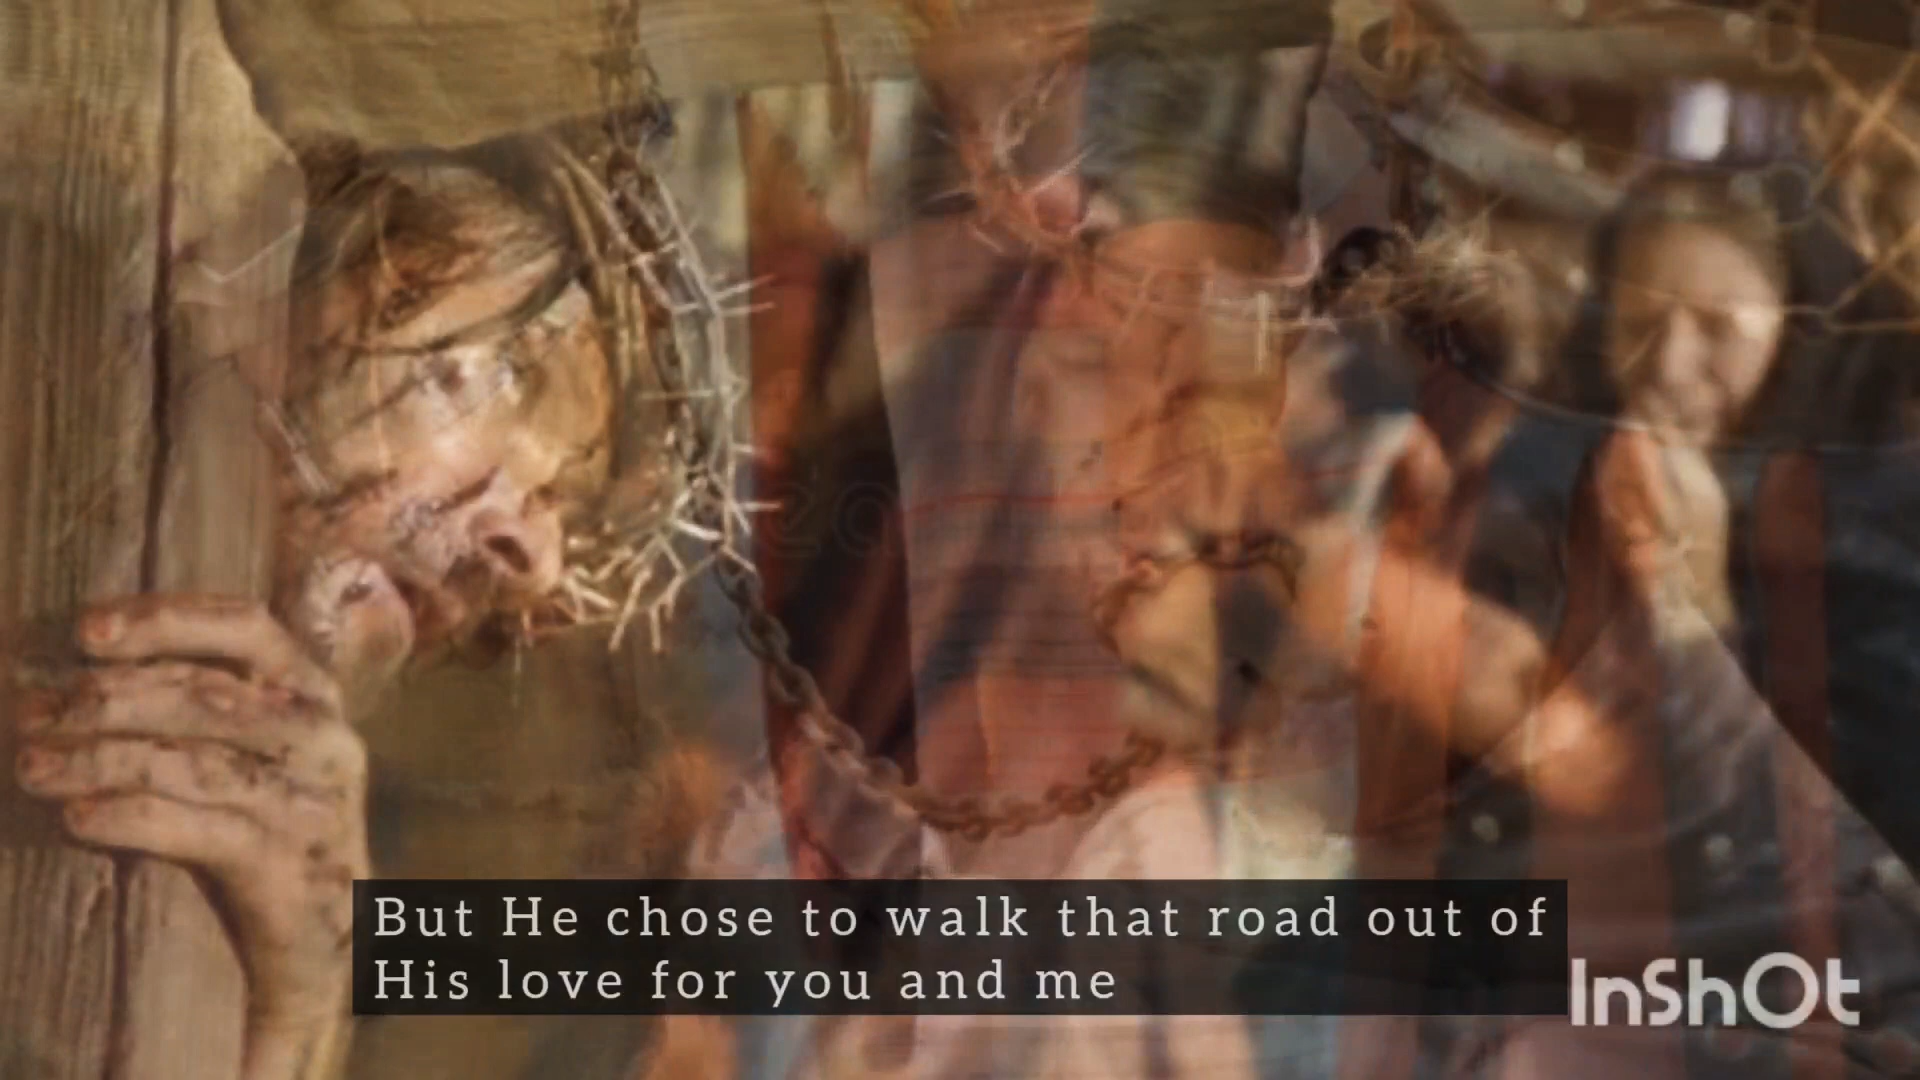 But He chose to walk that road out of
His love for you and me
InShOt